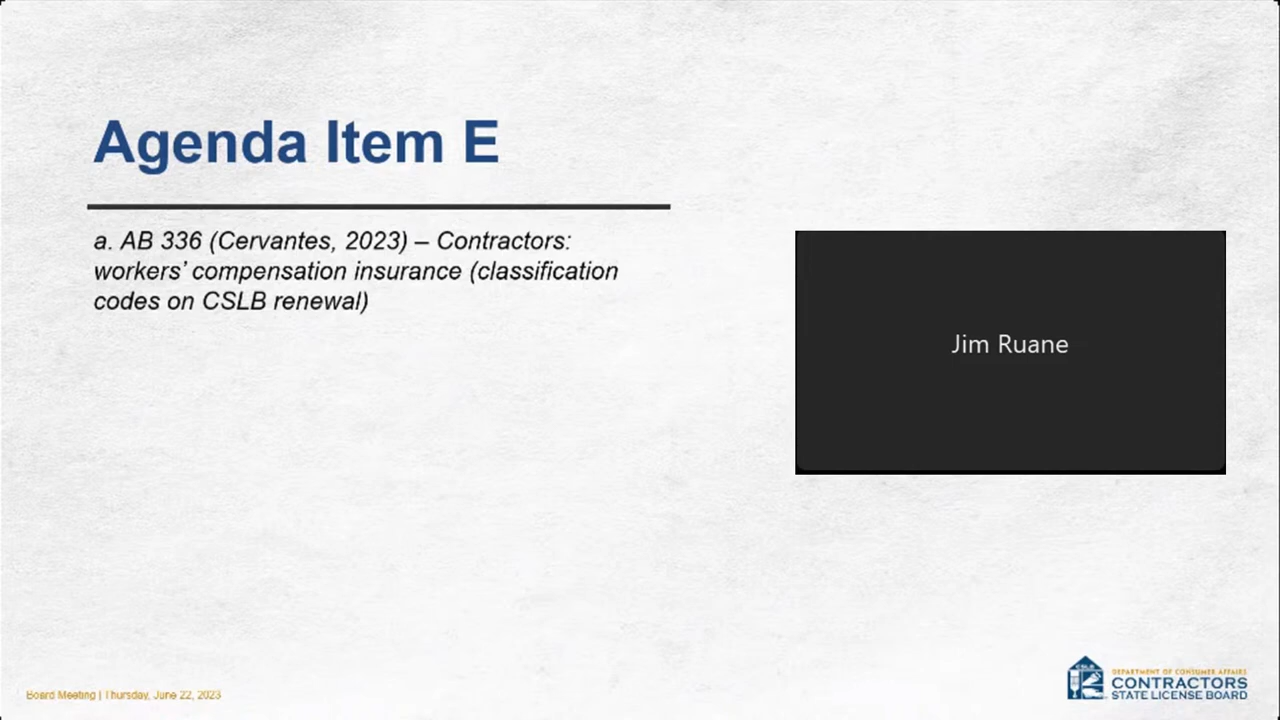 Agenda Item E
a. AB 336 (Cervantes, 2023) – Contractors:
workers’ compensation insurance (classification
codes on CSLB renewal)
Jim Ruane
Board Meeting | Thursday, June 22, 2023
CSLB
DEPARTMENT OF CONSUMER AFFAIRS
CONTRACTORS
STATE LICENSE BOARD